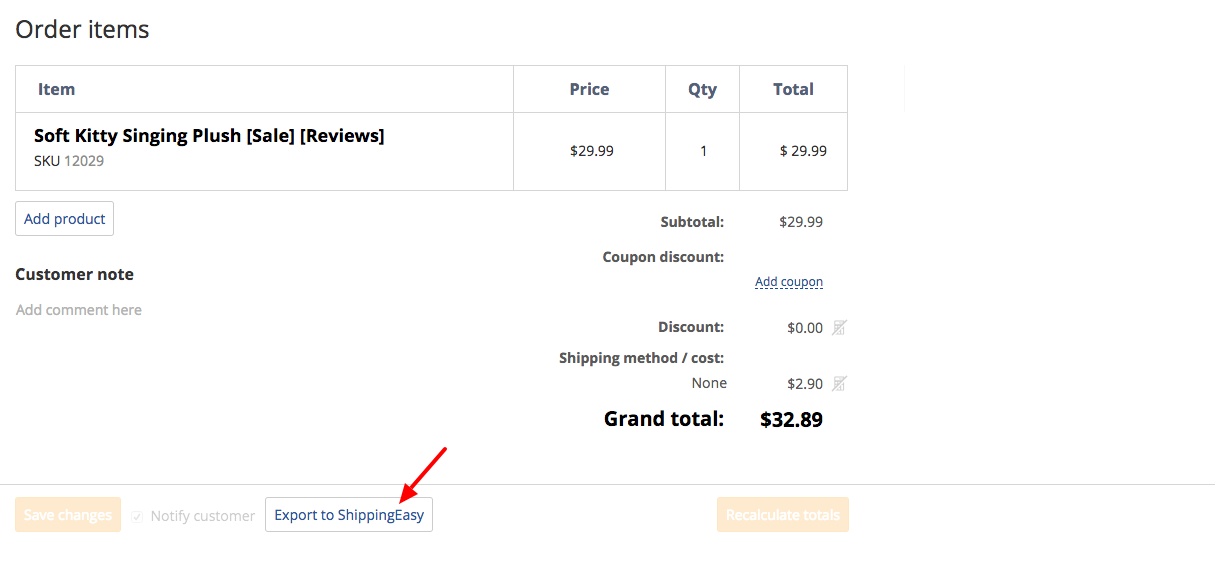 Order items
Item Price Qty Total
Soft Kitty Singing Plush [Sale] [Reviews]
SKU 12029
$29.99 1 $ 29.99
Add product
Subtotal: $29.99
Coupon discount:
Add coupon
Customer note
Add comment here
Discount: $0.00
Shipping method / cost:
None $2.90
Grand total: $32.89
Save changes Notify customer Export to ShippingEasy Recalculate totals